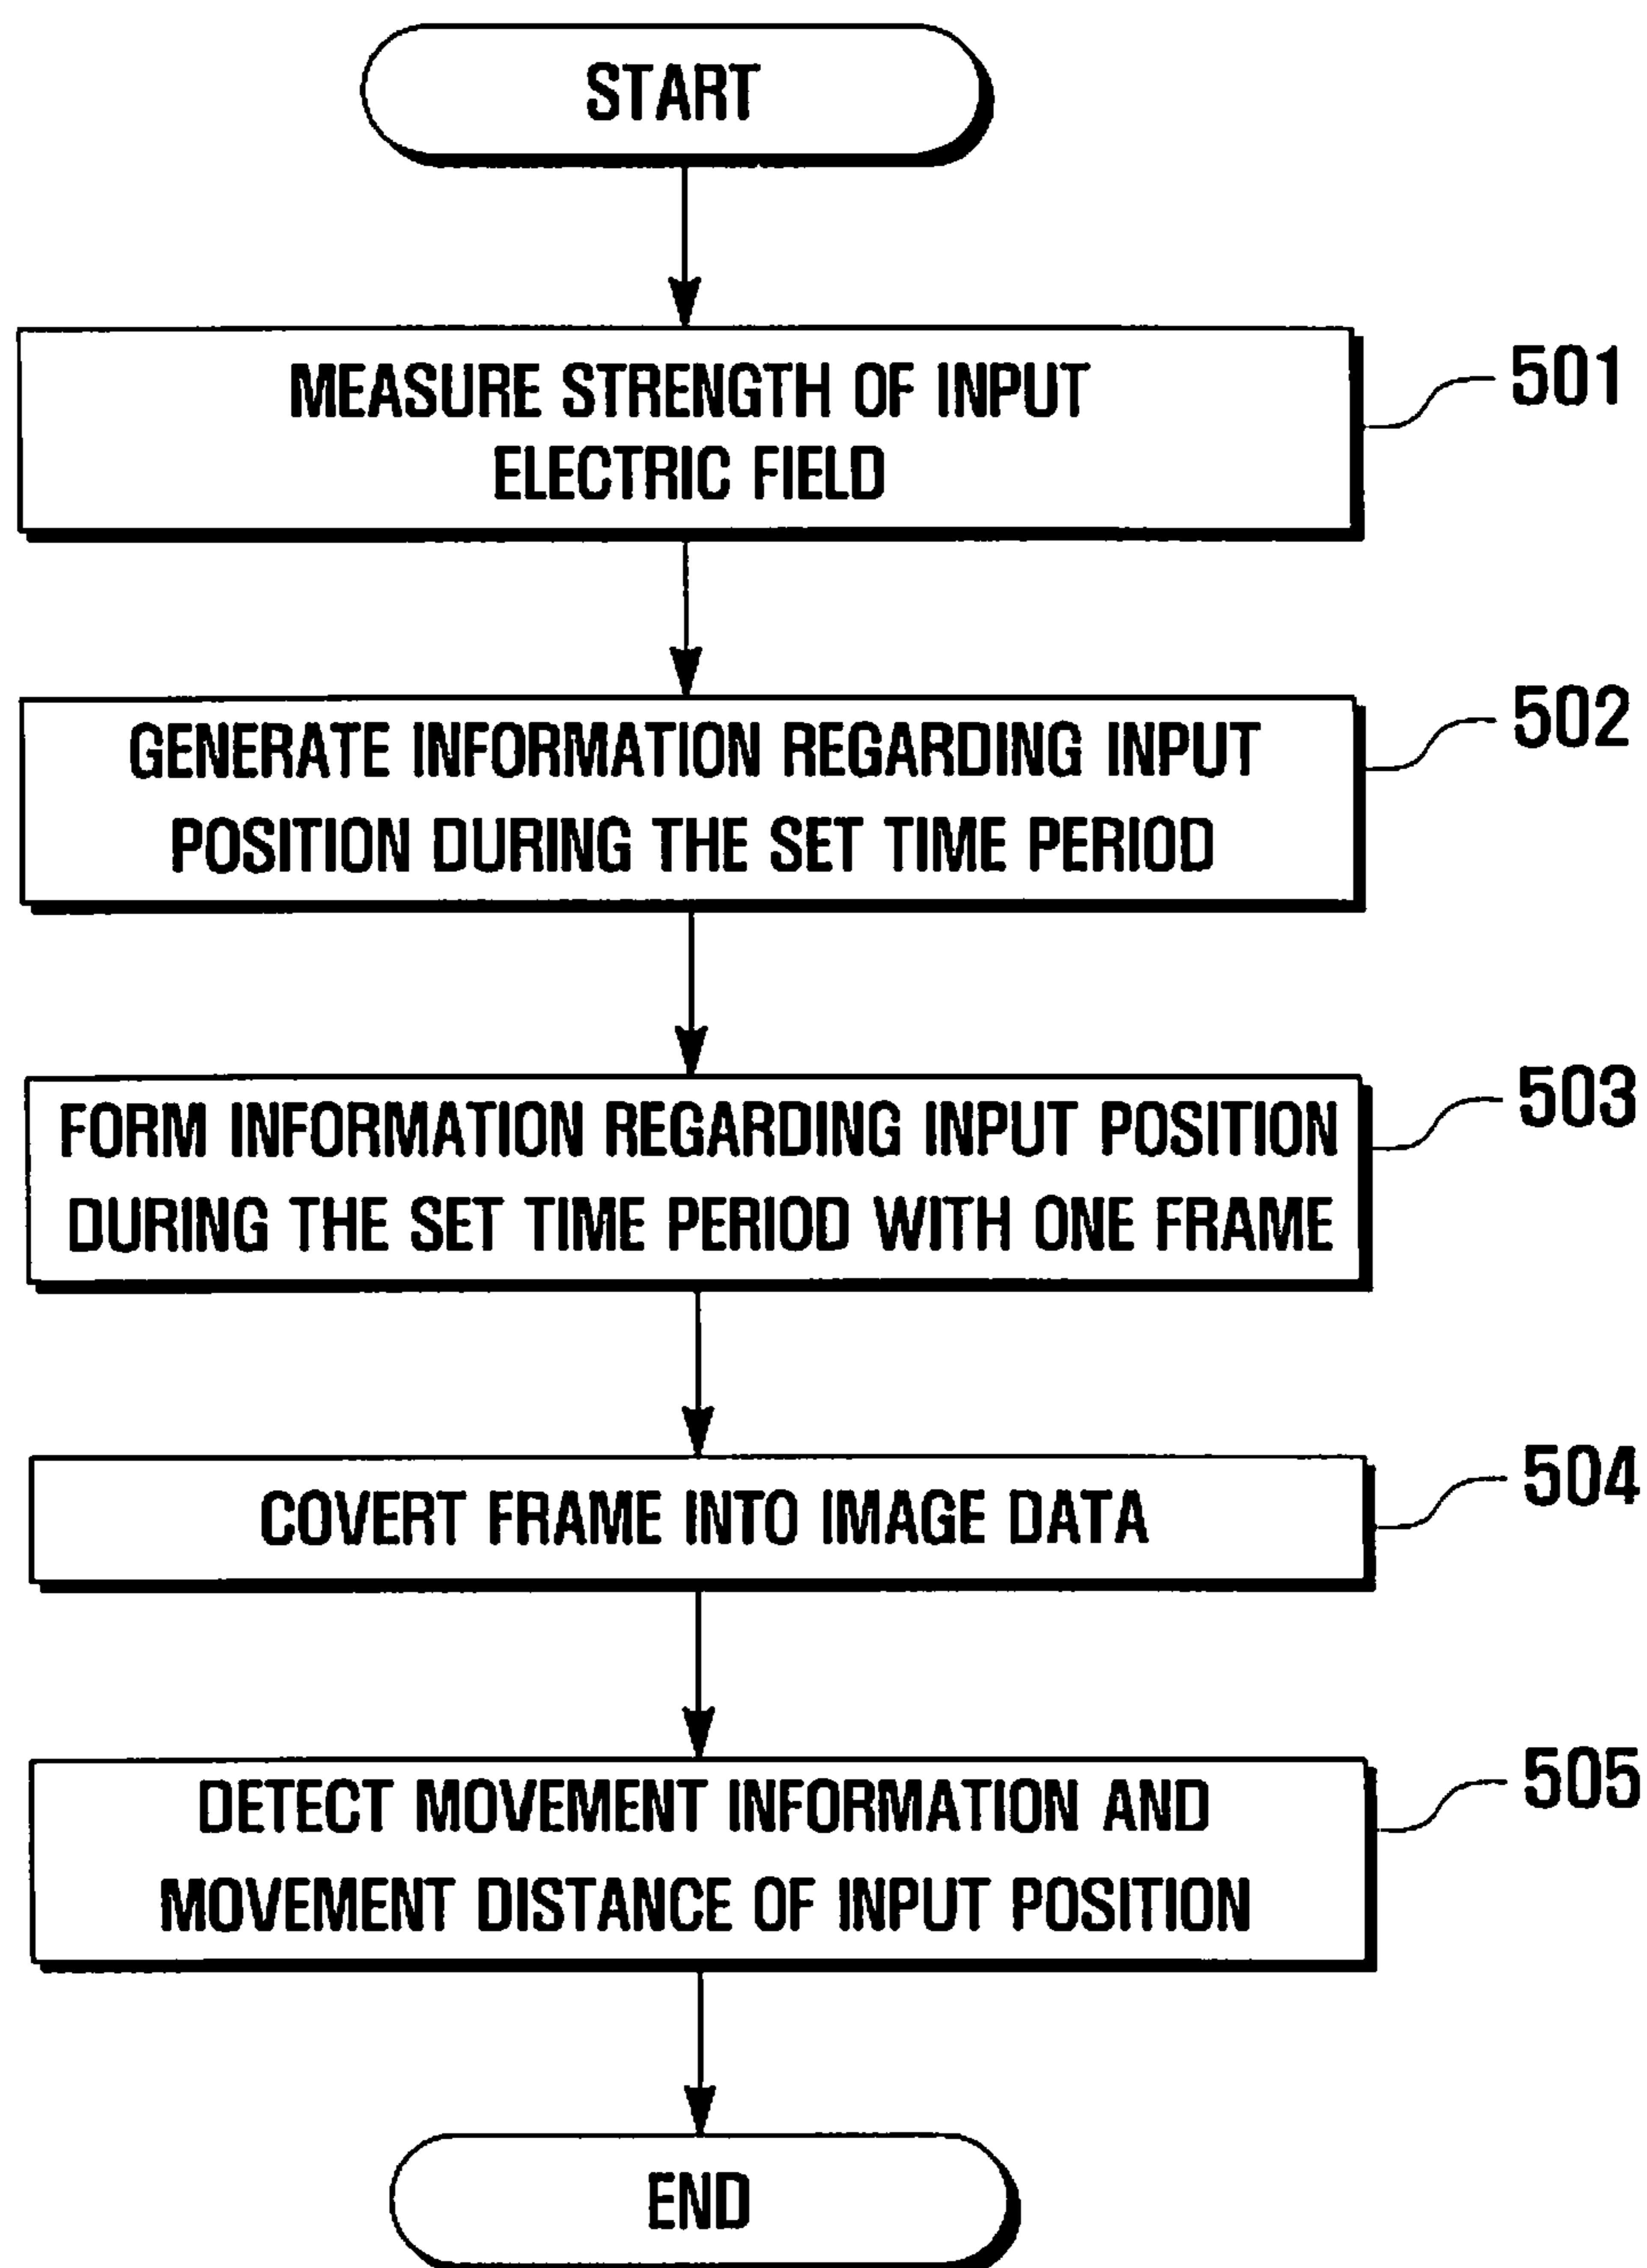 START
MEASURE STRENGTH OF INPUT
ELECTRIC FIELD
501
GENERATE INFORMATION REGARDING INPUT
POSITION DURING THE SET TIME PERIOD
502
FORM INFORMATION REGARDING INPUT POSITION
DURING THE SET TIME PERIOD WITH ONE FRAME
503
COVERT FRAME INTO IMAGE DATA
504
DETECT MOVEMENT INFORMATION AND
MOVEMENT DISTANCE OF INPUT POSITION
505
END